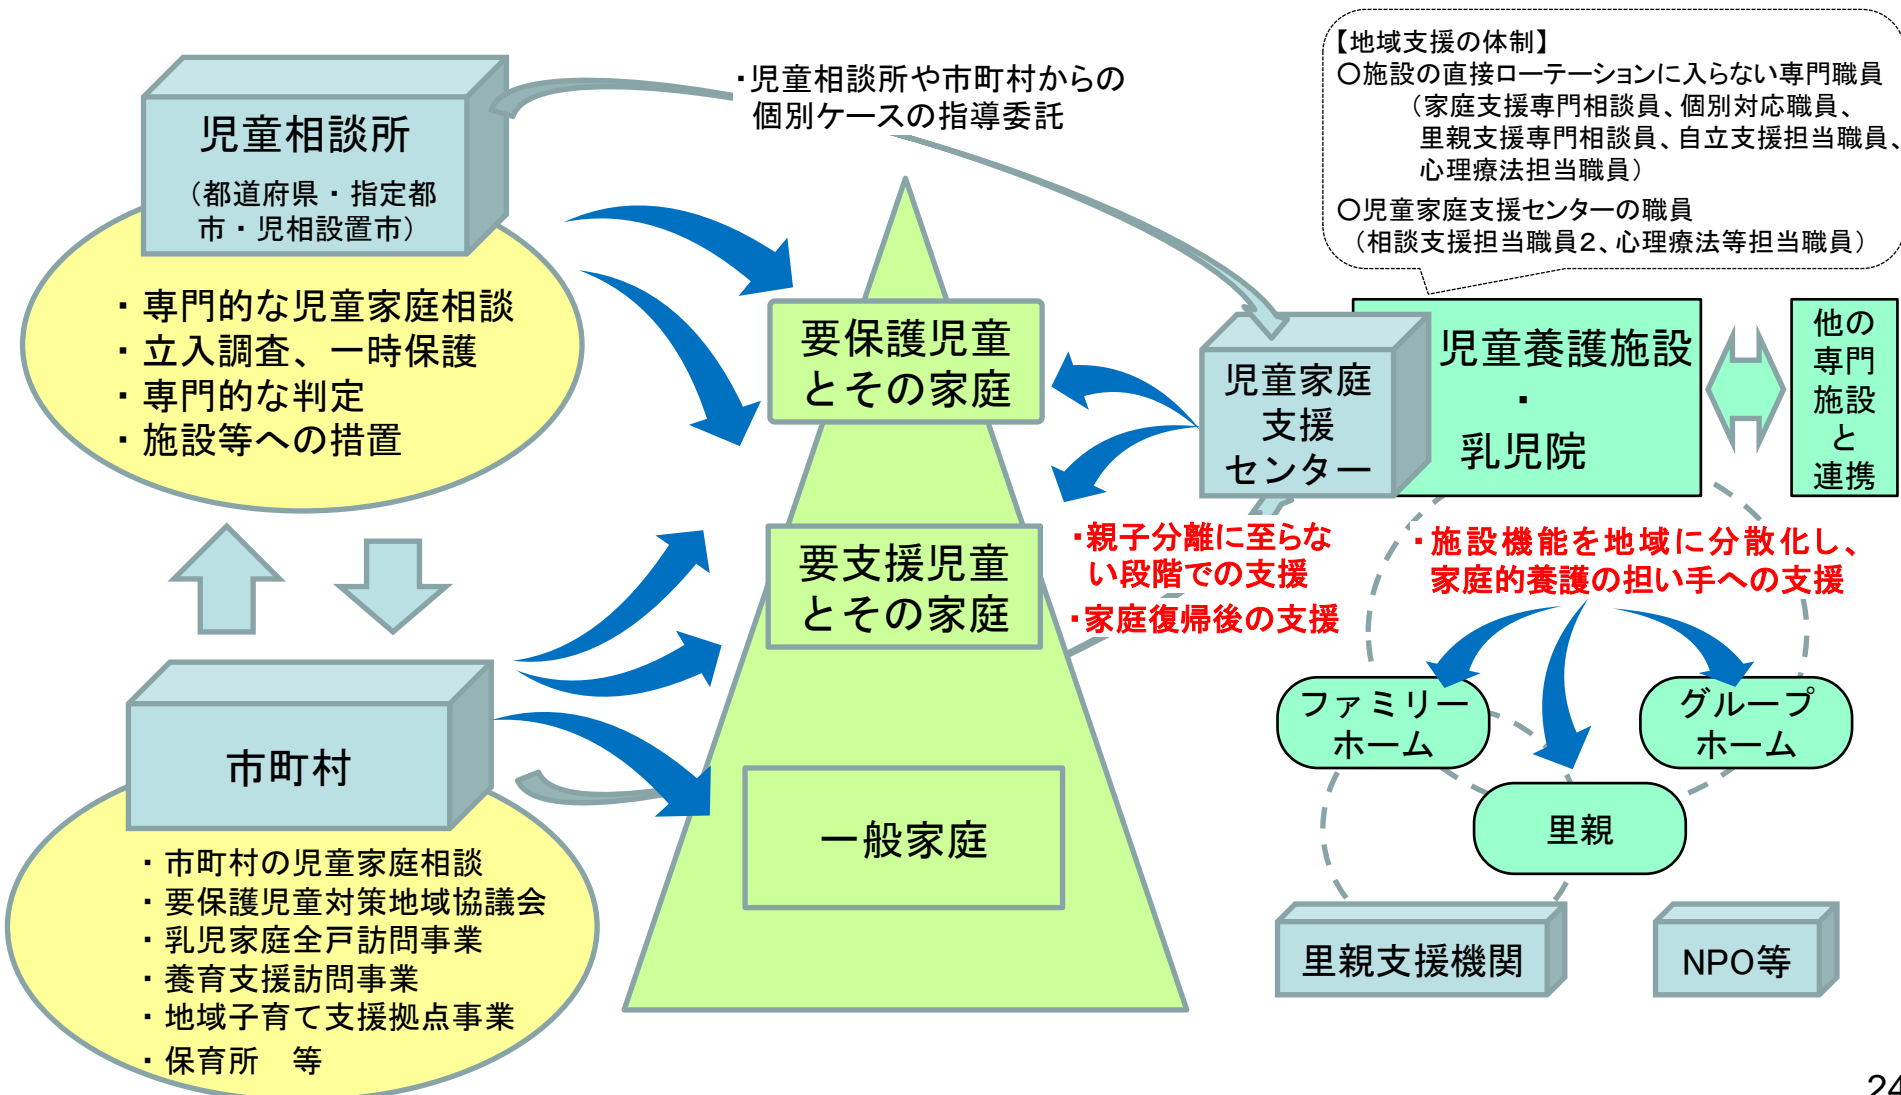 児童相談所
（都道府県・指定都
市・児相設置市）
・専門的な児童家庭相談
・立入調査、一時保護
・専門的な判定
・施設等への措置
市町村
・市町村の児童家庭相談
・要保護児童対策地域協議会
・乳児家庭全戸訪問事業
・養育支援訪問事業
・地域子育て支援拠点事業
・保育所　等
・児童相談所や市町村からの
個別ケースの指導委託
要保護児童
とその家庭
要支援児童
とその家庭
一般家庭
【地域支援の体制】
○施設の直接ローテーションに入らない専門職員
（家庭支援専門相談員、個別対応職員、
里親支援専門相談員、自立支援担当職員、
心理療法担当職員）
○児童家庭支援センターの職員
（相談支援担当職員２、心理療法等担当職員）
児童家庭
支援
センター
児童養護施設
・
乳児院
他の
専門
施設
と
連携
・親子分離に至らな
い段階での支援
・家庭復帰後の支援
・施設機能を地域に分散化し、
家庭的養護の担い手への支援
ファミリー
ホーム
グループ
ホーム
里親
里親支援機関
NPO等
24